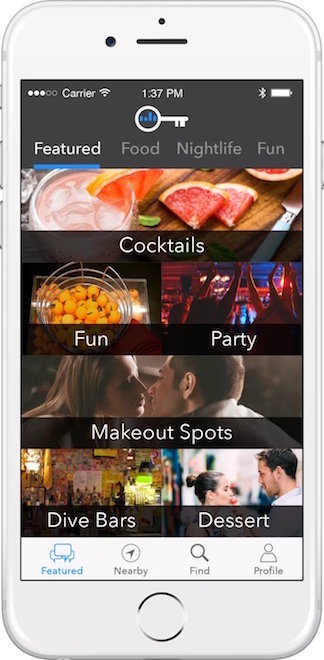 Carrier 1:37 PM
Featured Food Nightlife Fun
Cocktails
Fun Party
Makeout Spots
Dive Bars Dessert
Featured Nearby Find Profile